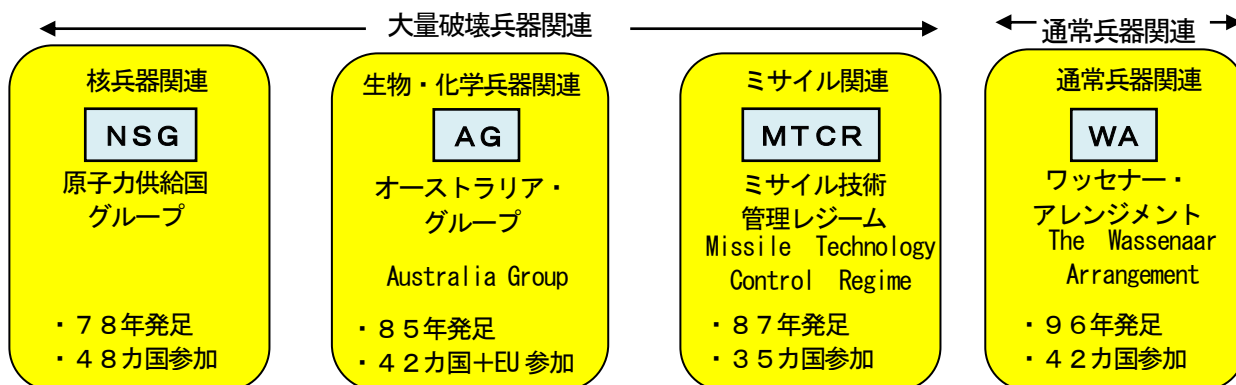 大量破壊兵器関連
通常兵器関連
核兵器関連
NSG
原子力供給国
グループ
・78年発足
・48カ国参加
生物・化学兵器関連
AG
オーストラリア・
グループ
Australia Group
・85年発足
・42カ国+EU参加
ミサイル関連
MTCR
ミサイル技術
管理レジーム
Missile Technology
Control Regime
・87年発足
・35カ国参加
通常兵器関連
WA
ワッセナー・
アレンジメント
The Wassenaar
Arrangement
・96年発足
・42カ国参加